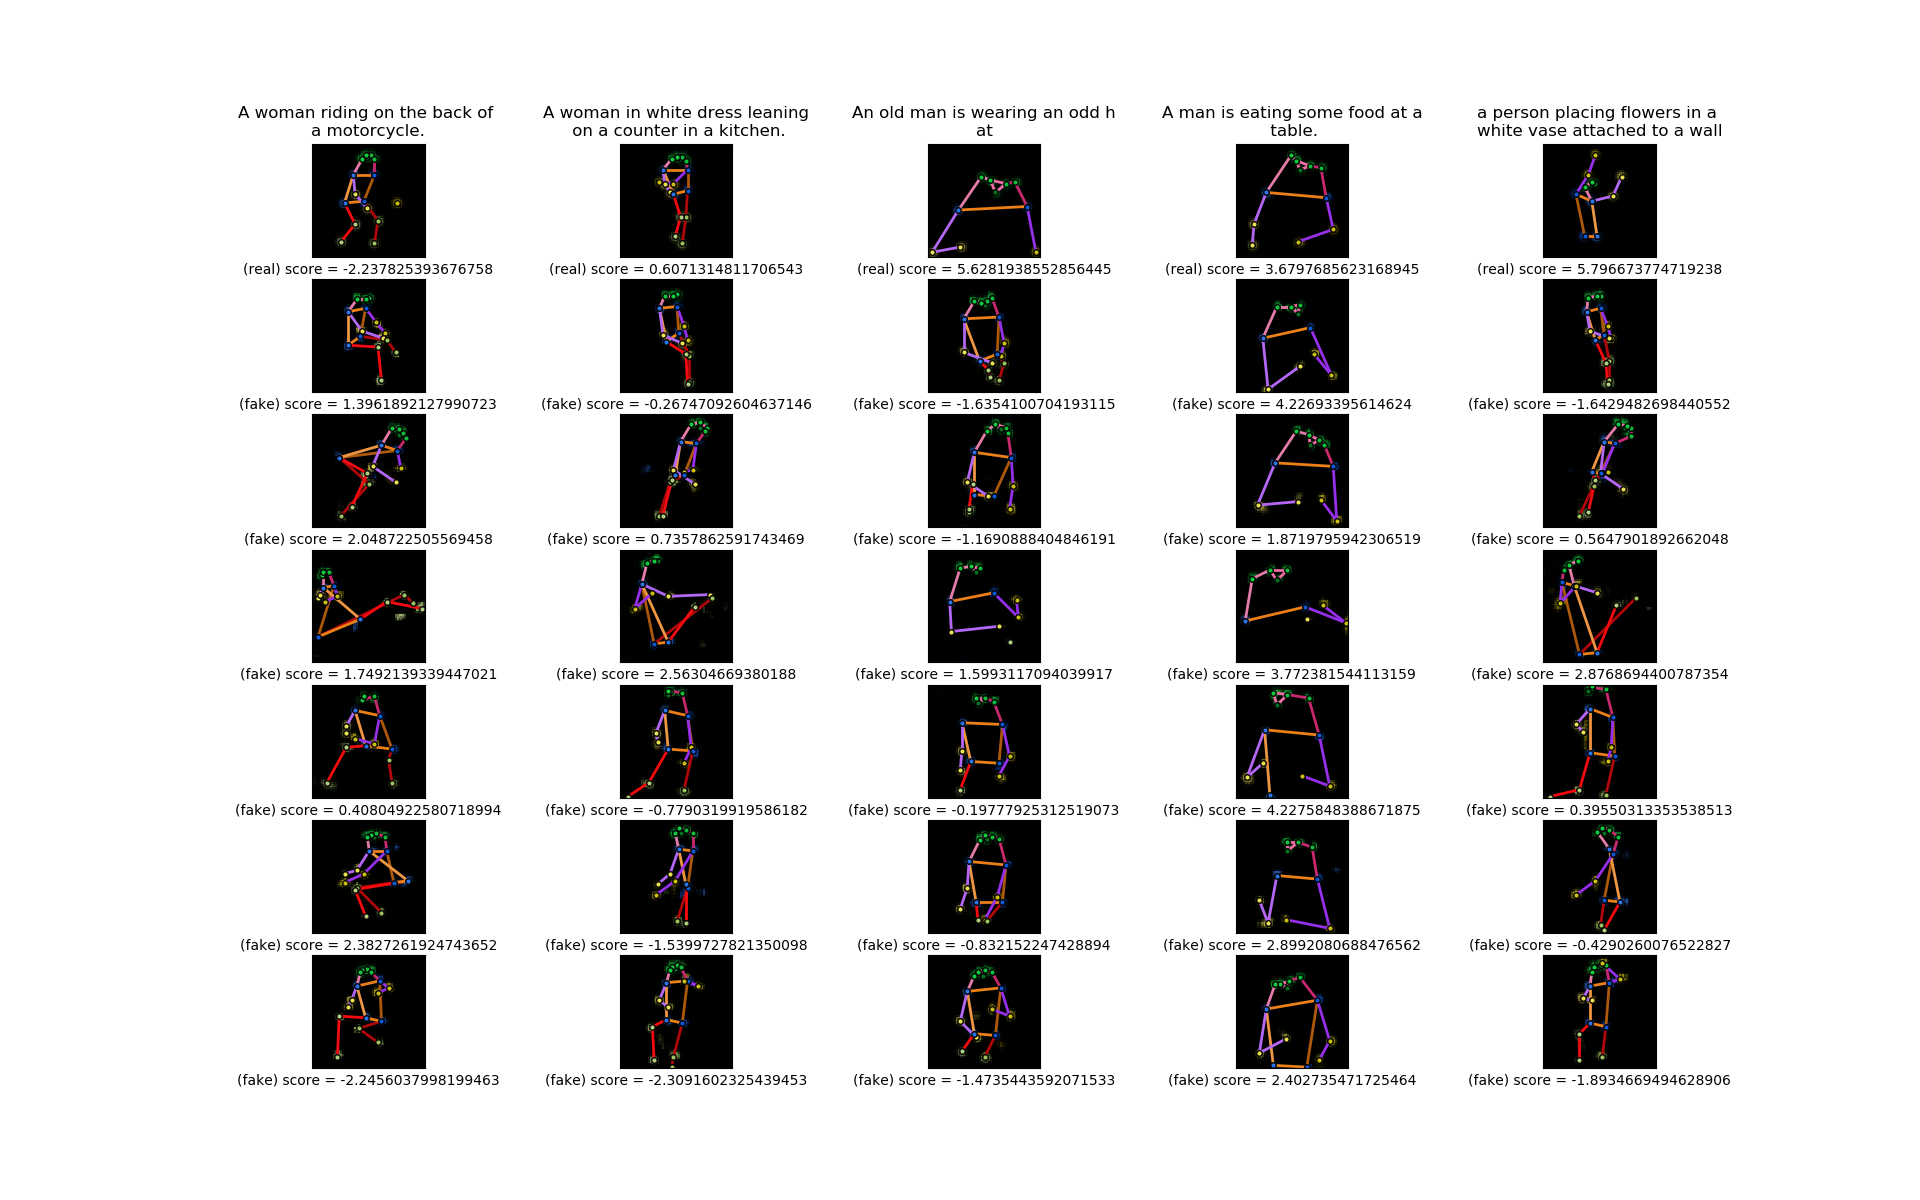 A woman riding on the back of
a motorcycle.
A woman in white dress leaning
on a counter in a kitchen.
An old man is wearing an odd h
at
A man is eating some food at a
table.
a person placing flowers in a
white vase attached to a wall
(real) score = -2.237825393676758
(real) score = 0.6071314811706543
(real) score = 5.6281938552856445
(real) score = 3.6797685623168945
(real) score = 5.796673774719238
(fake) score = 1.3961892127990723
(fake) score = -0.26747092604637146
(fake) score = -1.6354100704193115
(fake) score = 4.22693395614624
(fake) score = -1.6429482698440552
(fake) score = 2.048722505569458
(fake) score = 0.7357862591743469
(fake) score = -1.1690888404846191
(fake) score = 1.8719795942306519
(fake) score = 0.5647901892662048
(fake) score = 1.7492139339447021
(fake) score = 2.56304669380188
(fake) score = 1.5993117094039917
(fake) score = 3.772381544113159
(fake) score = 2.8768694400787354
(fake) score = 0.40804922580718994
(fake) score = -0.7790319919586182
(fake) score = -0.19777925312519073
(fake) score = 4.2275848388671875
(fake) score = 0.39550313353538513
(fake) score = 2.3827261924743652
(fake) score = -1.5399727821350098
(fake) score = -0.832152247428894
(fake) score = 2.8992080688476562
(fake) score = -0.4290260076522827
(fake) score = -2.2456037998199463
(fake) score = -2.3091602325439453
(fake) score = -1.4735443592071533
(fake) score = 2.402735471725464
(fake) score = -1.8934669494628906